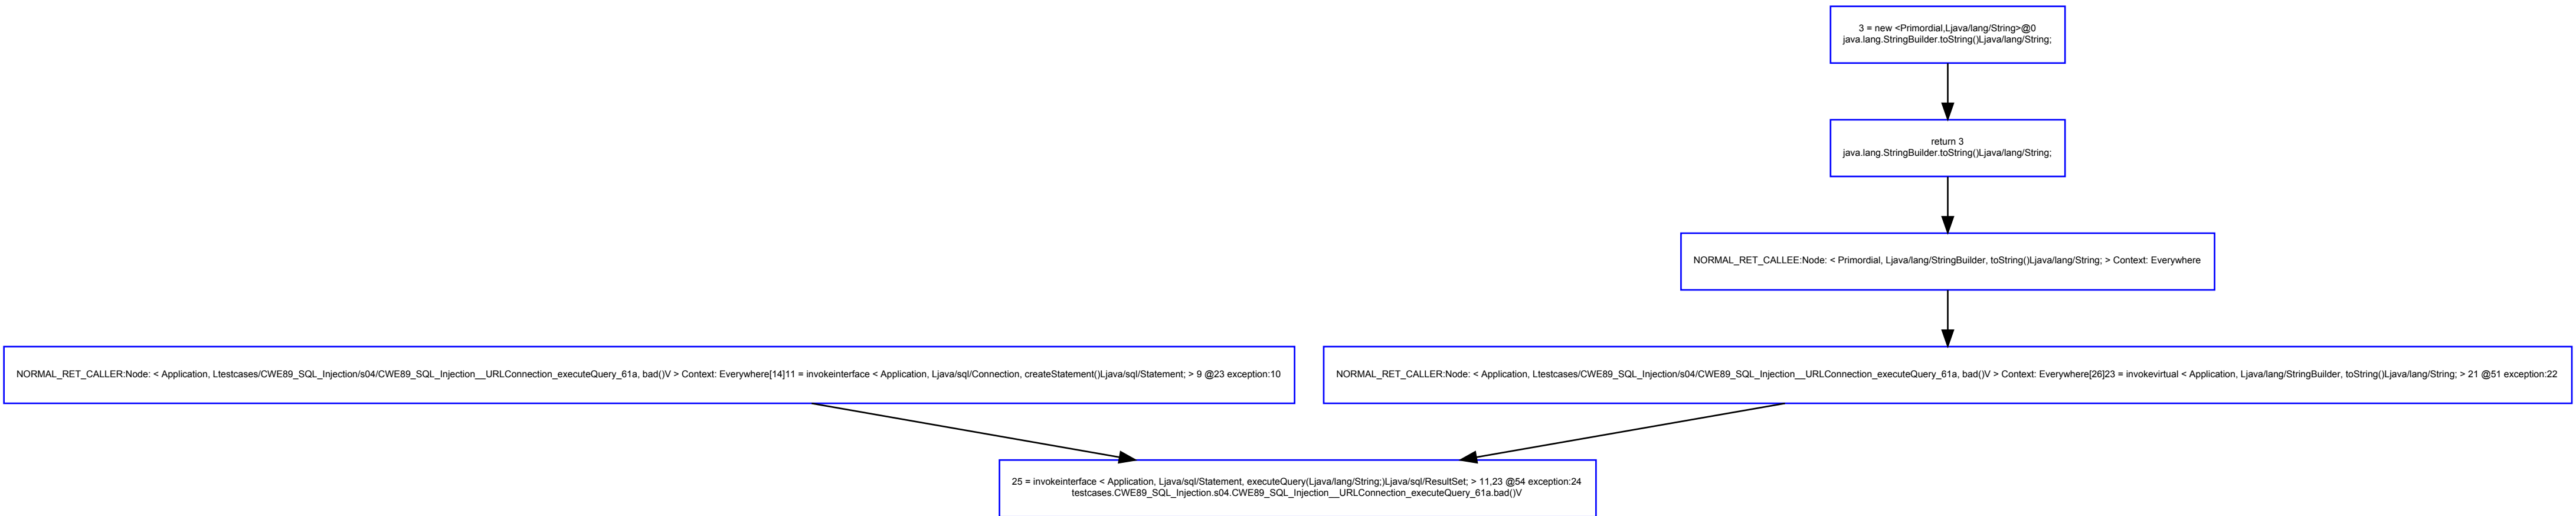 3 = new <Primordial,Ljava/lang/String>@0
java.lang.StringBuilder.toString()Ljava/lang/String;
return 3
java.lang.StringBuilder.toString()Ljava/lang/String;
NORMAL_RET_CALLEE:Node: < Primordial, Ljava/lang/StringBuilder, toString()Ljava/lang/String; > Context: Everywhere
NORMAL_RET_CALLER:Node: < Application, Ltestcases/CWE89_SQL_Injection/s04/CWE89_SQL_Injection__URLConnection_executeQuery_61a, bad()V > Context: Everywhere[14]11 = invokeinterface < Application, Ljava/sql/Connection, createStatement()Ljava/sql/Statement; > 9 @23 exception:10
NORMAL_RET_CALLER:Node: < Application, Ltestcases/CWE89_SQL_Injection/s04/CWE89_SQL_Injection__URLConnection_executeQuery_61a, bad()V > Context: Everywhere[26]23 = invokevirtual < Application, Ljava/lang/StringBuilder, toString()Ljava/lang/String; > 21 @51 exception:22
25 = invokeinterface < Application, Ljava/sql/Statement, executeQuery(Ljava/lang/String;)Ljava/sql/ResultSet; > 11,23 @54 exception:24
testcases.CWE89_SQL_Injection.s04.CWE89_SQL_Injection__URLConnection_executeQuery_61a.bad()V